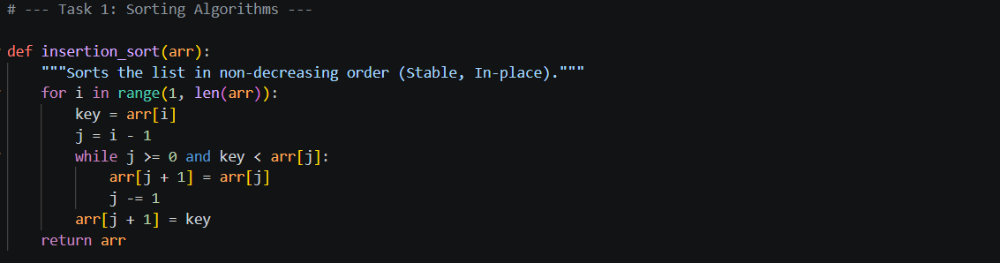 # --- Task 1: Sorting Algorithms ---
def insertion_sort(arr):
    """Sorts the list in non-decreasing order (Stable, In-place)."""
    for i in range(1, len(arr)):
        key = arr[i]
        j = i - 1
        while j >= 0 and key < arr[j]:
            arr[j + 1] = arr[j]
            j -= 1
        arr[j + 1] = key
    return arr